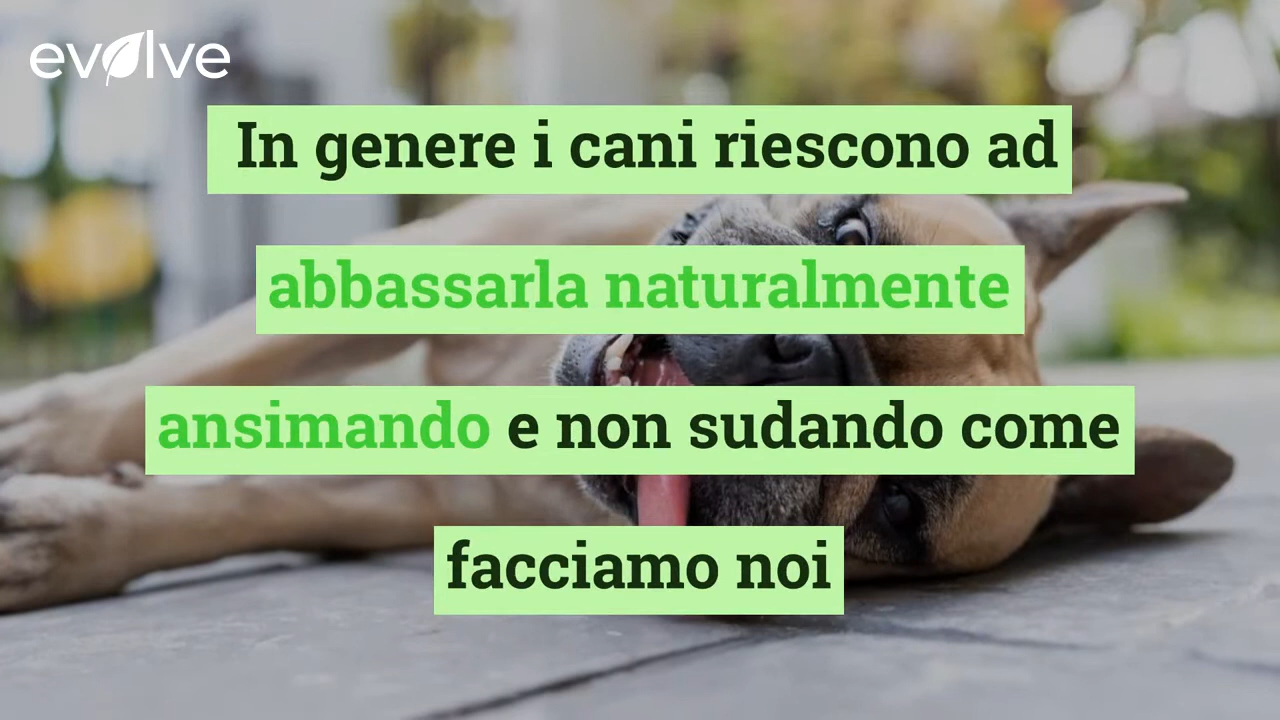 evolve
In genere i cani riescono ad
abbassarla naturalmente
ansimando e non sudando come
facciamo noi